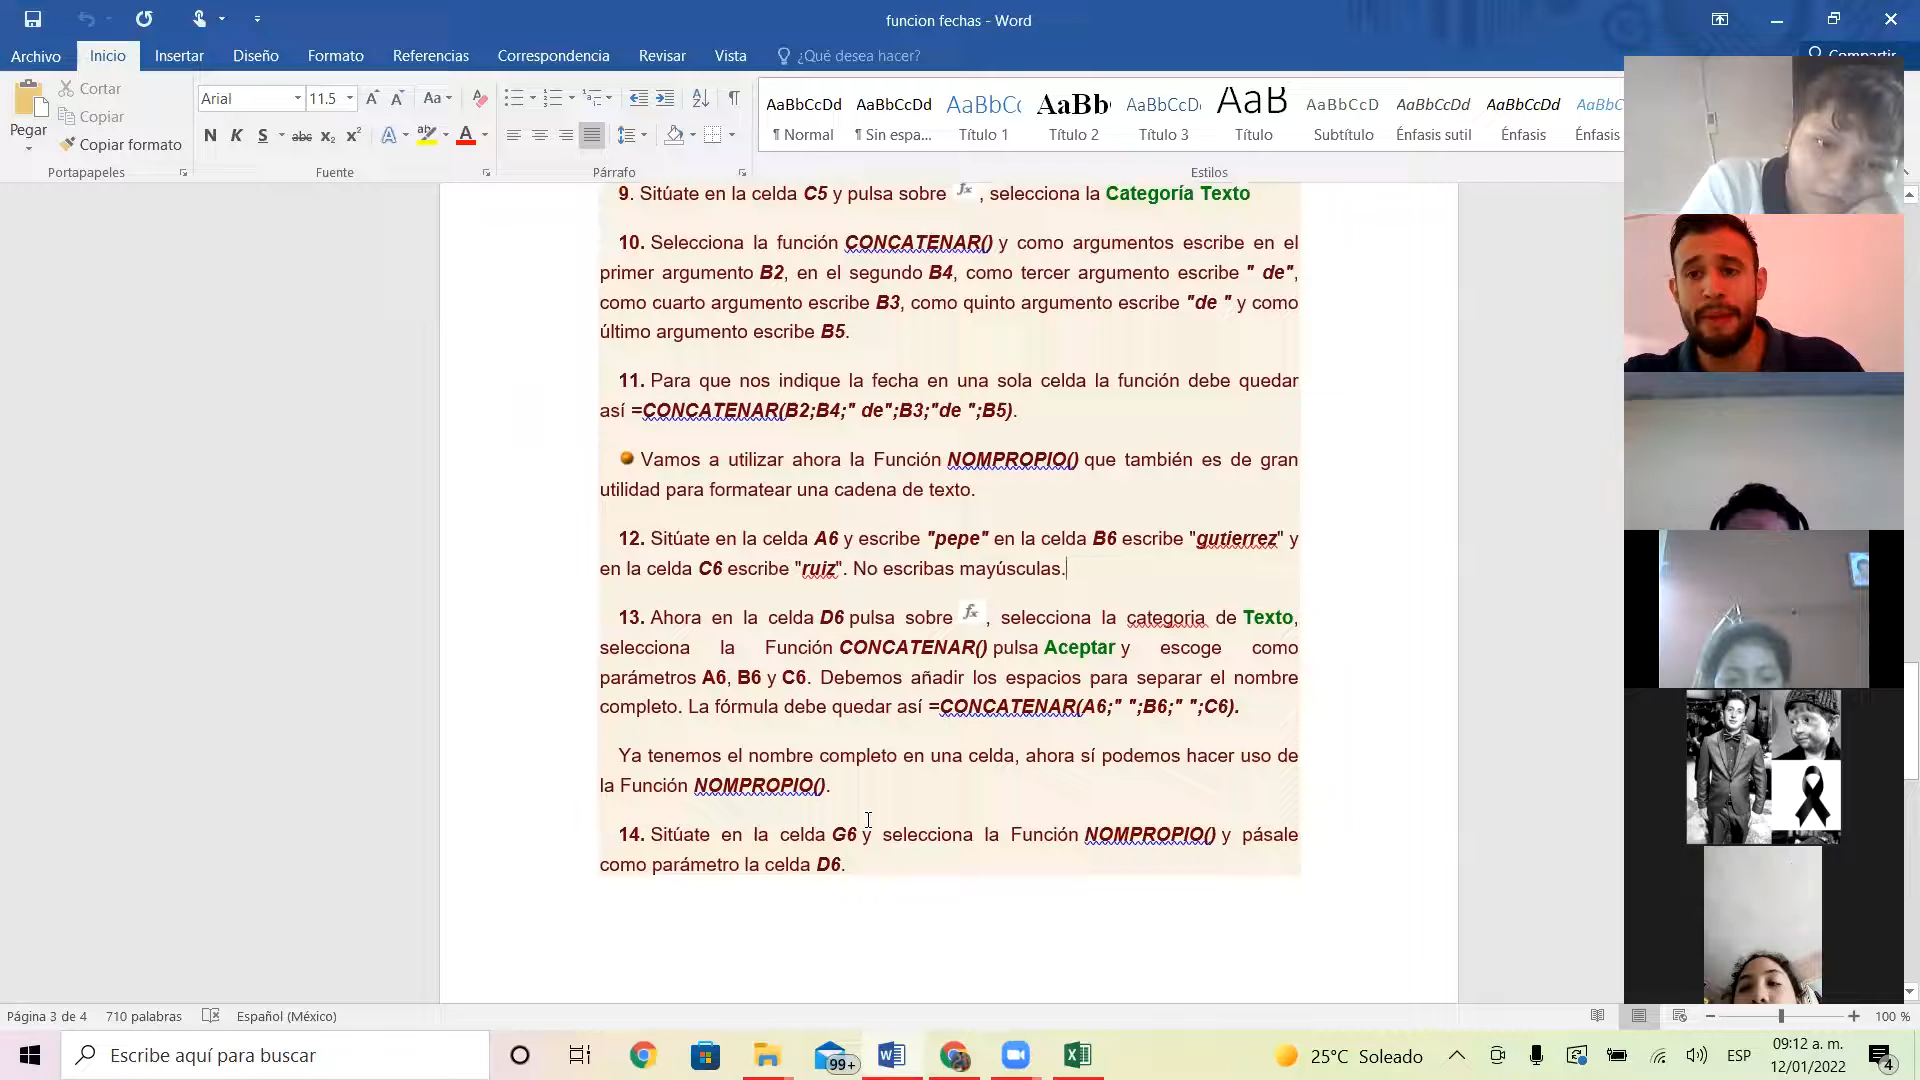 funcion fechas - Word
Archivo Inicio Insertar Diseño Formato Referencias Correspondencia Revisar Vista ¿Qué desea hacer? Compartir
Pegar
Cortar
Copiar
Copiar formato
Portapapeles
Arial 11.5
N K S abc x₂ x²
Fuente
Párrafo
AaBbCcDd AaBbCcDd AaBbCc AaBb AaBbCcD AaB AaBbCcD AaBbCcDd AaBbCcDd AaBbC
¶ Normal ¶ Sin espa... Título 1 Título 2 Título 3 Título Subtítulo Énfasis sutil Énfasis Énfasis
Estilos
9. Sitúate en la celda C5 y pulsa sobre fx, selecciona la Categoría Texto
10. Selecciona la función CONCATENAR() y como argumentos escribe en el
primer argumento B2, en el segundo B4, como tercer argumento escribe " de",
como cuarto argumento escribe B3, como quinto argumento escribe "de " y como
último argumento escribe B5.
11. Para que nos indique la fecha en una sola celda la función debe quedar
así =CONCATENAR(B2;B4;" de";B3;"de ";B5).
Vamos a utilizar ahora la Función NOMPROPIO() que también es de gran
utilidad para formatear una cadena de texto.
12. Sitúate en la celda A6 y escribe "pepe" en la celda B6 escribe "gutierrez" y
en la celda C6 escribe "ruiz". No escribas mayúsculas.
13. Ahora en la celda D6 pulsa sobre fx, selecciona la categoria de Texto,
selecciona la Función CONCATENAR() pulsa Aceptar y escoge como
parámetros A6, B6 y C6. Debemos añadir los espacios para separar el nombre
completo. La fórmula debe quedar así =CONCATENAR(A6;" ";B6;" ";C6).
Ya tenemos el nombre completo en una celda, ahora sí podemos hacer uso de
la Función NOMPROPIO().
14. Sitúate en la celda G6 y selecciona la Función NOMPROPIO() y pásale
como parámetro la celda D6.
Página 3 de 4 710 palabras Español (México) 100 %
Escribe aquí para buscar
99+
25°C Soleado
ESP
09:12 a. m.
12/01/2022
4